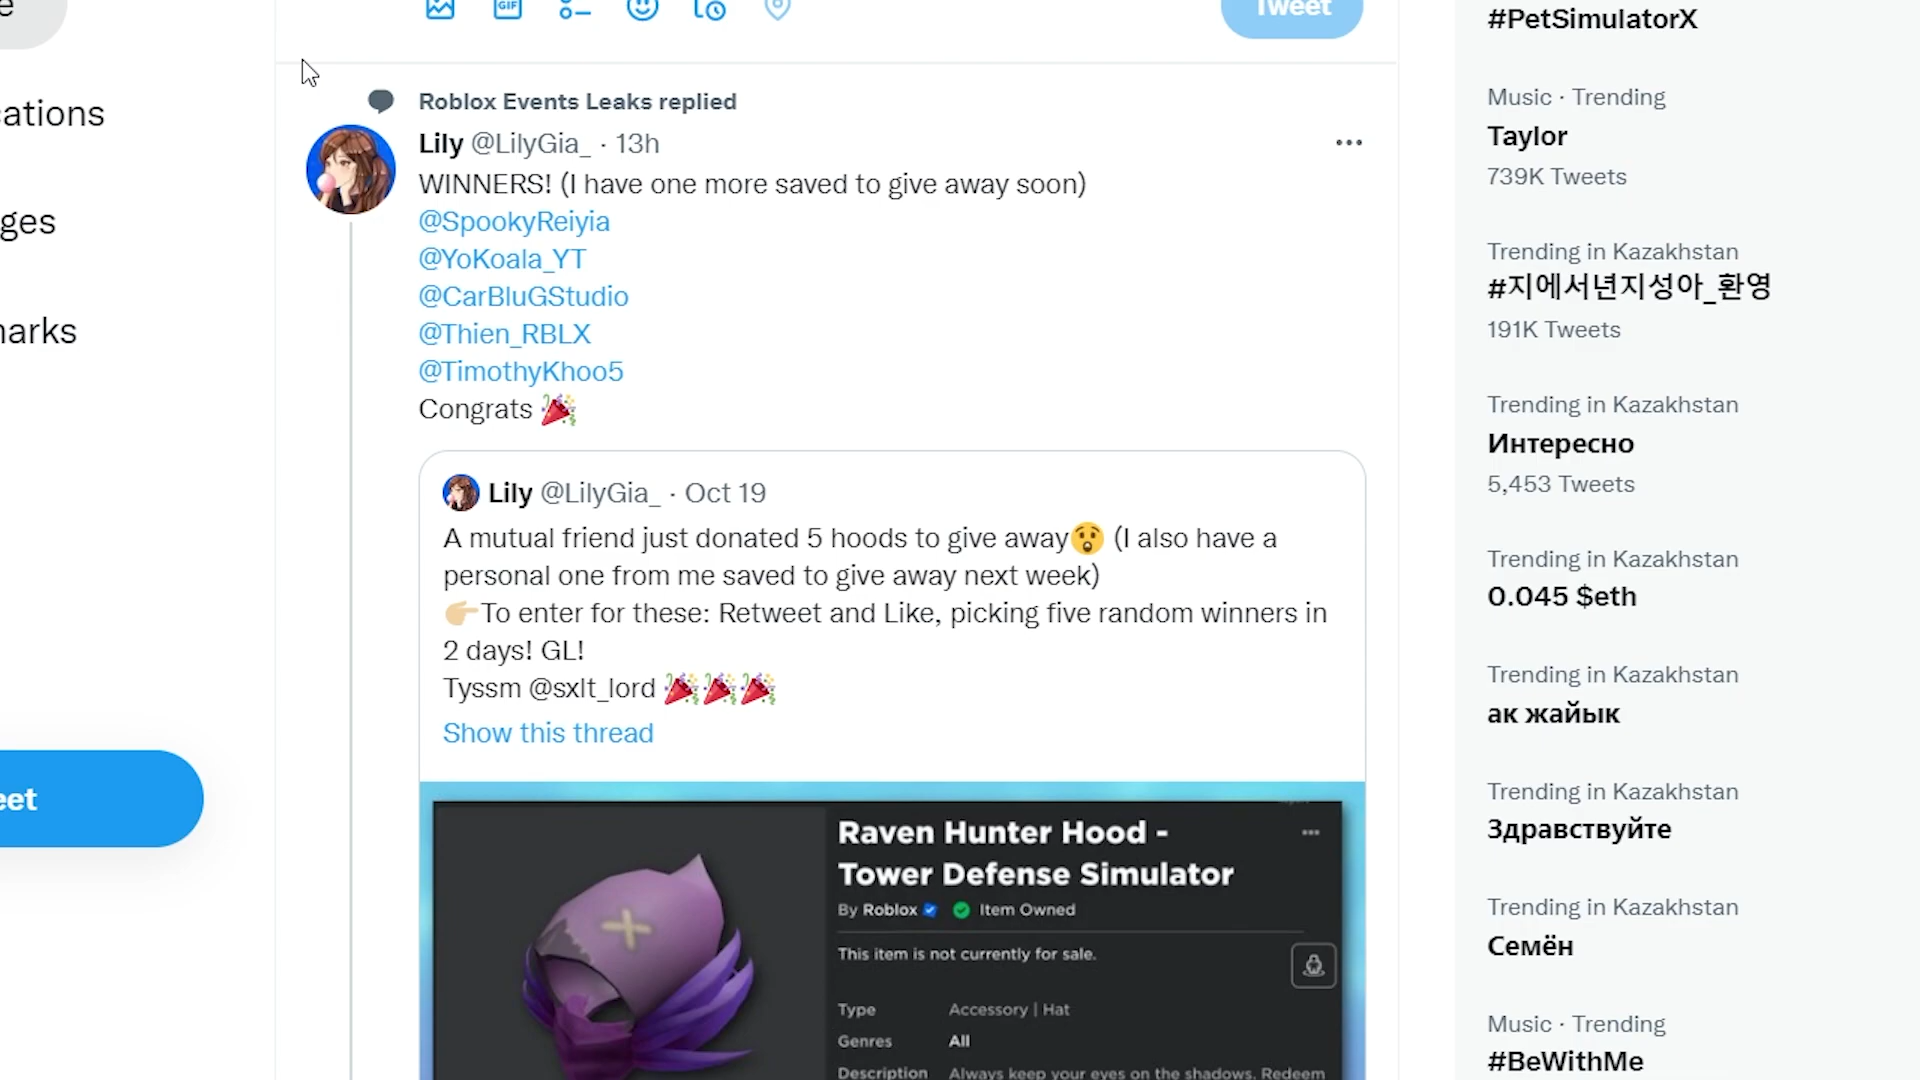 GIF
Tweet
ations
ges
arks
eet
Roblox Events Leaks replied
Lily @LilyGia_ · 13h
WINNERS! (I have one more saved to give away soon)
@SpookyReiyia
@YoKoala_YT
@CarBluGStudio
@Thien_RBLX
@TimothyKhoo5
Congrats 🎉
Lily @LilyGia_ · Oct 19
A mutual friend just donated 5 hoods to give away😲 (I also have a
personal one from me saved to give away next week)
👉🏼To enter for these: Retweet and Like, picking five random winners in
2 days! GL!
Tyssm @sxlt_lord 🎉🎉🎉
Show this thread
Raven Hunter Hood -
Tower Defense Simulator
By Roblox Item Owned
This item is not currently for sale.
Type Accessory | Hat
Genres All
Description Always keep your eyes on the shadows. Redeem
#PetSimulatorX
Music · Trending
Taylor
739K Tweets
Trending in Kazakhstan
#지에서년지성아_환영
191K Tweets
Trending in Kazakhstan
Интересно
5,453 Tweets
Trending in Kazakhstan
0.045 $eth
Trending in Kazakhstan
ак жайык
Trending in Kazakhstan
Здравствуйте
Trending in Kazakhstan
Семён
Music · Trending
#BeWithMe